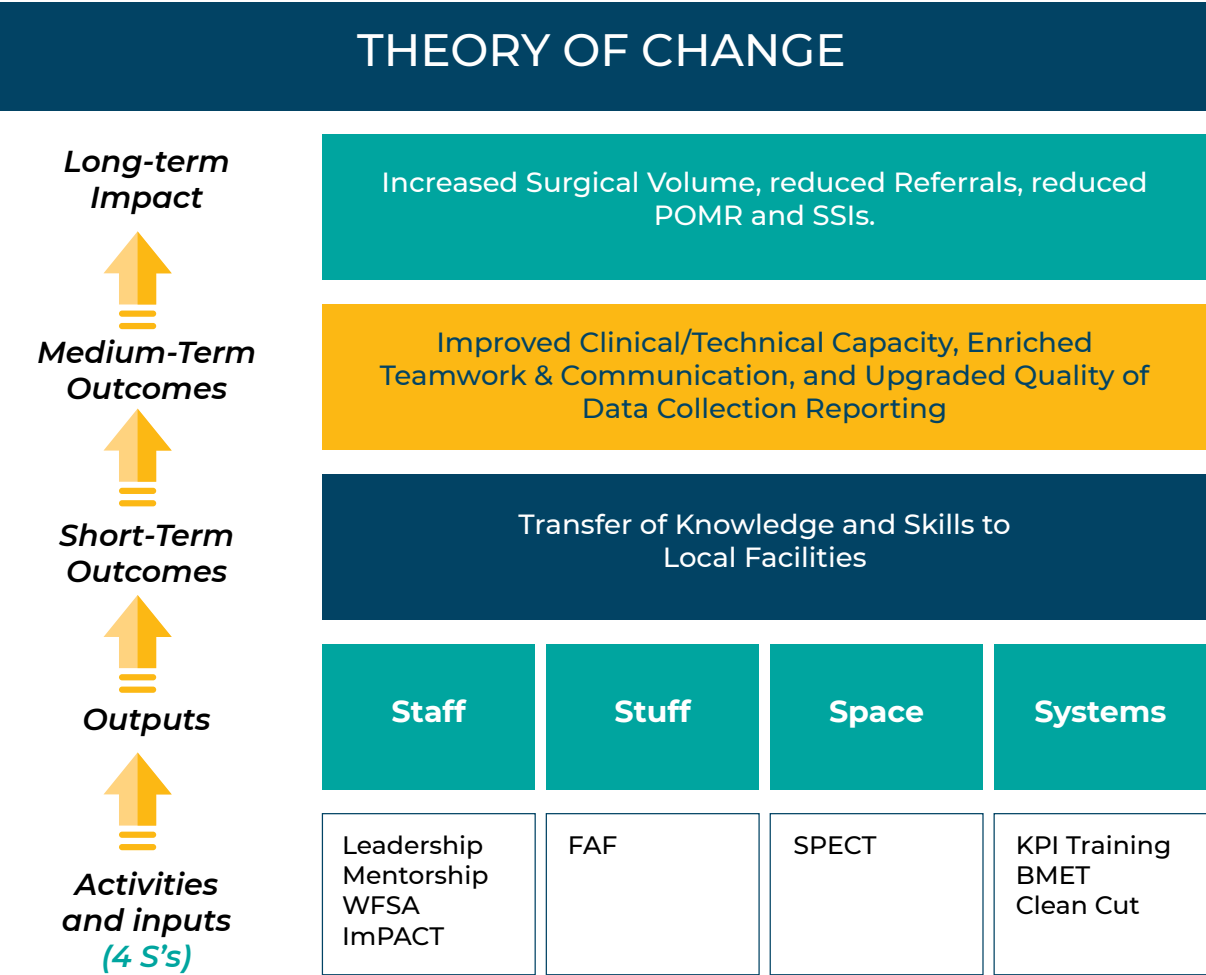 THEORY OF CHANGE
Long-term
Impact
Increased Surgical Volume, reduced Referrals, reduced
POMR and SSIs.
Medium-Term
Outcomes
Improved Clinical/Technical Capacity, Enriched
Teamwork & Communication, and Upgraded Quality of
Data Collection Reporting
Short-Term
Outcomes
Transfer of Knowledge and Skills to
Local Facilities
Outputs
Staff
Stuff
Space
Systems
Activities
and inputs
(4 S's)
Leadership
Mentorship
WFSA
ImPACT
FAF
SPECT
KPI Training
BMET
Clean Cut